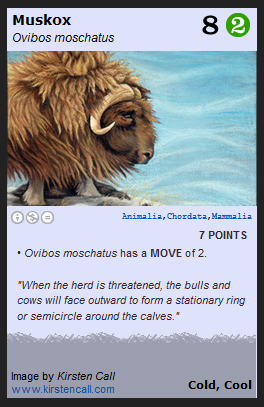 Muskox
Ovibos moschatus
8 2
Animalia,Chordata,Mammalia
7 POINTS
• Ovibos moschatus has a MOVE of 2.
"When the herd is threatened, the bulls and
cows will face outward to form a stationary ring
or semicircle around the calves."
Image by Kirsten Call
www.kirstencall.com
Cold, Cool